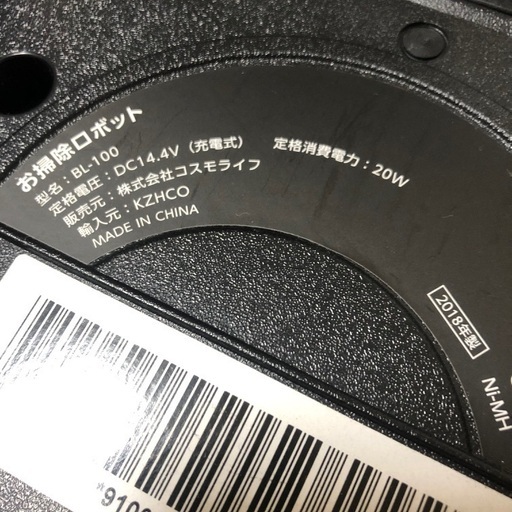 お掃除ロボット
型名：BL-100
定格電圧：DC14.4V（充電式） 定格消費電力：20W
販売元：株式会社コスモライフ
輸入元：KZHCO
MADE IN CHINA
2018年製
Ni-MH
*910